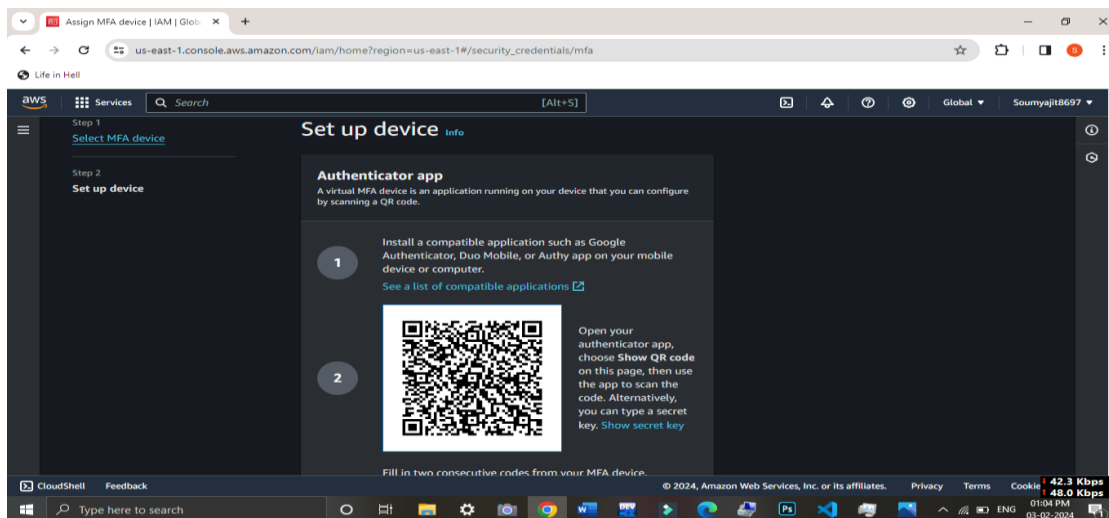 Assign MFA device | IAM | Glob
us-east-1.console.aws.amazon.com/iam/home?region=us-east-1#/security_credentials/mfa
S
Life in Hell
aws
Services
Search
[Alt+S]
Global
Soumyajit8697
Step 1
Select MFA device
Step 2
Set up device
Set up device Info
Authenticator app
A virtual MFA device is an application running on your device that you can configure
by scanning a QR code.
1
Install a compatible application such as Google
Authenticator, Duo Mobile, or Authy app on your mobile
device or computer.
See a list of compatible applications
2
Open your
authenticator app,
choose Show QR code
on this page, then use
the app to scan the
code. Alternatively,
you can type a secret
key. Show secret key
Fill in two consecutive codes from your MFA device.
CloudShell
Feedback
© 2024, Amazon Web Services, Inc. or its affiliates.
Privacy
Terms
Cookie
42.3 Kbps
48.0 Kbps
Type here to search
W
DEV
Ps
ENG
01:04 PM
03-02-2024